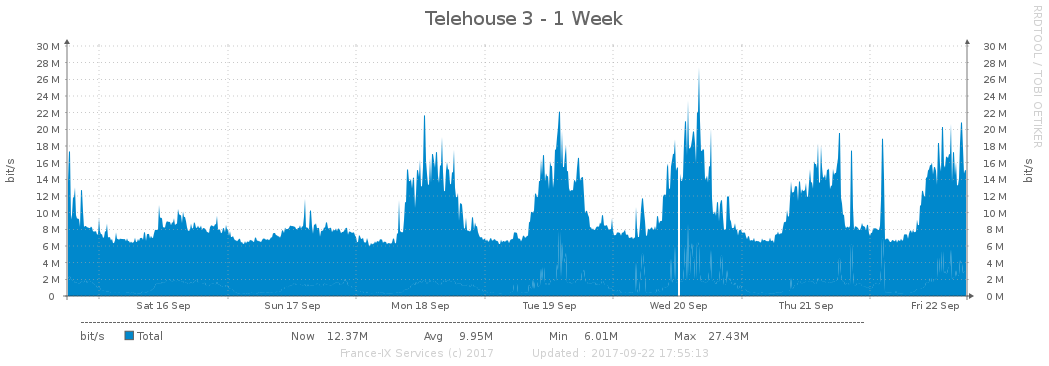 Telehouse 3 - 1 Week
RRDTOOL / TOBI OETIKER
bit/s
30 M
28 M
26 M
24 M
22 M
20 M
18 M
16 M
14 M
12 M
10 M
8 M
6 M
4 M
2 M
0
30 M
28 M
26 M
24 M
22 M
20 M
18 M
16 M
14 M
12 M
10 M
8 M
6 M
4 M
2 M
0 M
bit/s
Sat 16 Sep Sun 17 Sep Mon 18 Sep Tue 19 Sep Wed 20 Sep Thu 21 Sep Fri 22 Sep
bit/s Total Now 12.37M Avg 9.95M Min 6.01M Max 27.43M
France-IX Services (c) 2017 Updated : 2017-09-22 17:55:13